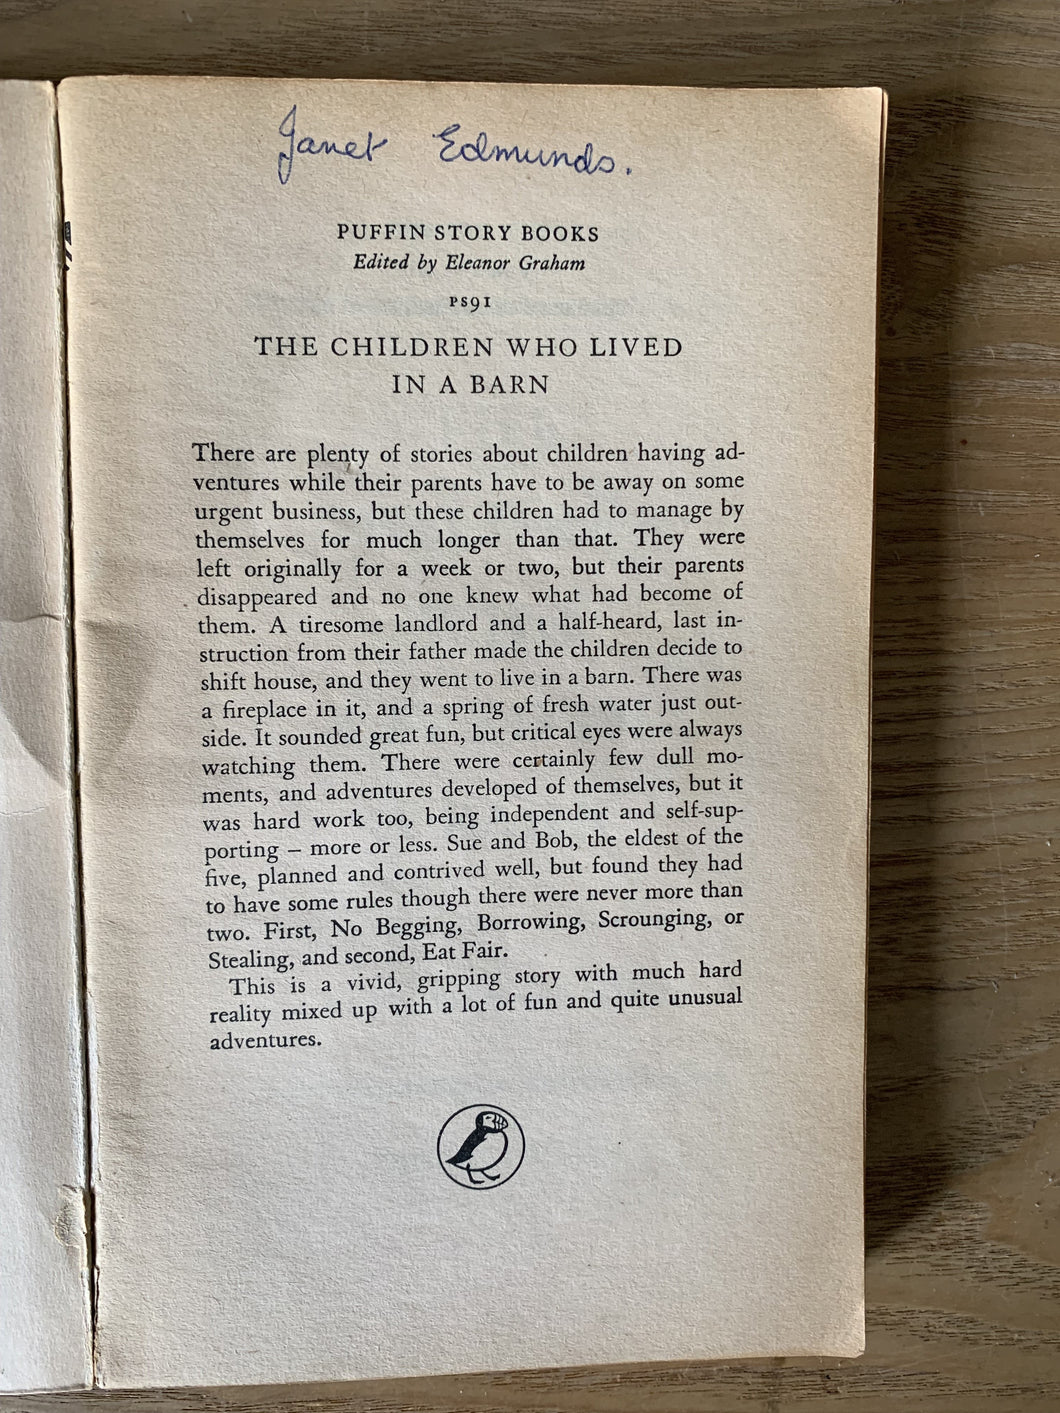 Janet Edmunds.
PUFFIN STORY BOOKS
Edited by Eleanor Graham
PS91
THE CHILDREN WHO LIVED
IN A BARN
There are plenty of stories about children having ad-
ventures while their parents have to be away on some
urgent business, but these children had to manage by
themselves for much longer than that. They were
left originally for a week or two, but their parents
disappeared and no one knew what had become of
them. A tiresome landlord and a half-heard, last in-
struction from their father made the children decide to
shift house, and they went to live in a barn. There was
a fireplace in it, and a spring of fresh water just out-
side. It sounded great fun, but critical eyes were always
watching them. There were certainly few dull mo-
ments, and adventures developed of themselves, but it
was hard work too, being independent and self-sup-
porting – more or less. Sue and Bob, the eldest of the
five, planned and contrived well, but found they had
to have some rules though there were never more than
two. First, No Begging, Borrowing, Scrounging, or
Stealing, and second, Eat Fair.
This is a vivid, gripping story with much hard
reality mixed up with a lot of fun and quite unusual
adventures.